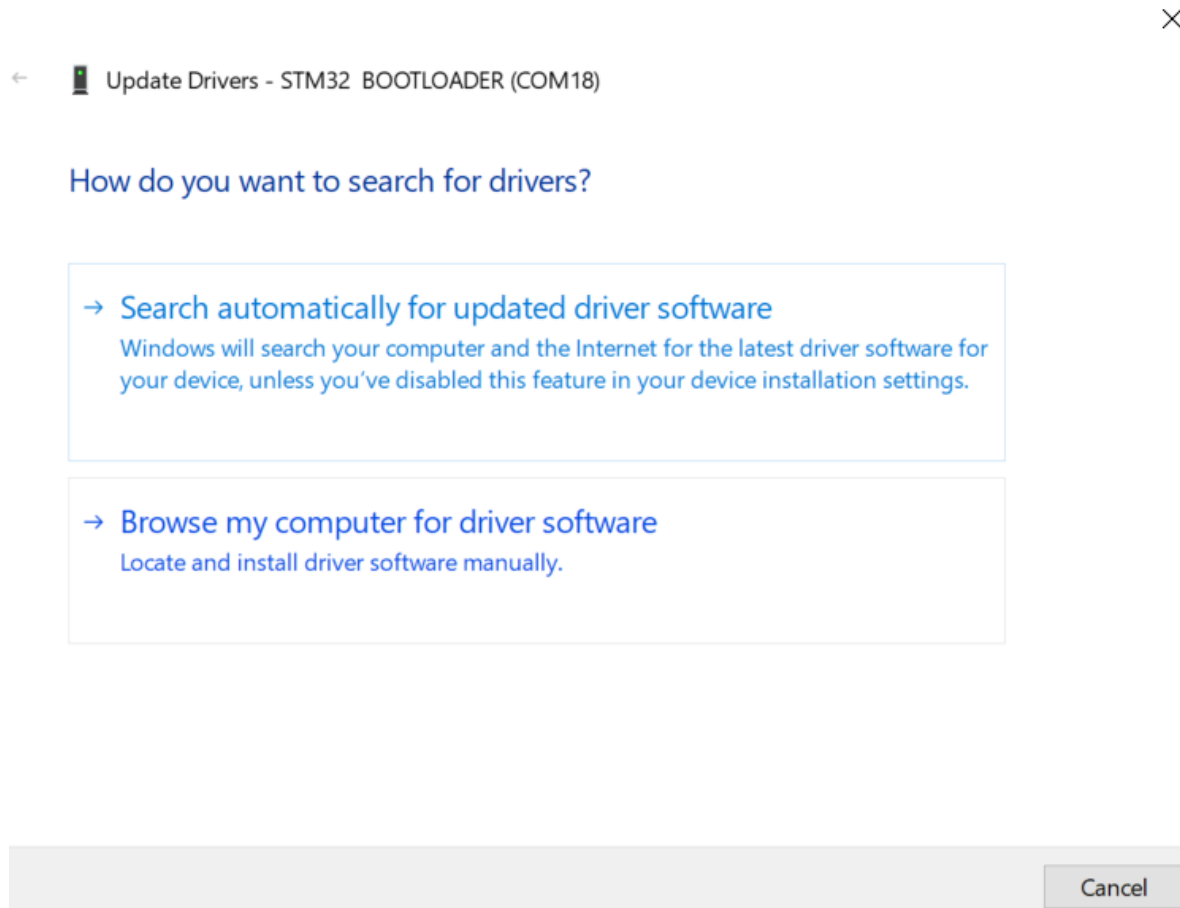 Update Drivers - STM32  BOOTLOADER (COM18)
How do you want to search for drivers?
Search automatically for updated driver software
Windows will search your computer and the Internet for the latest driver software for
your device, unless you've disabled this feature in your device installation settings.
Browse my computer for driver software
Locate and install driver software manually.
Cancel